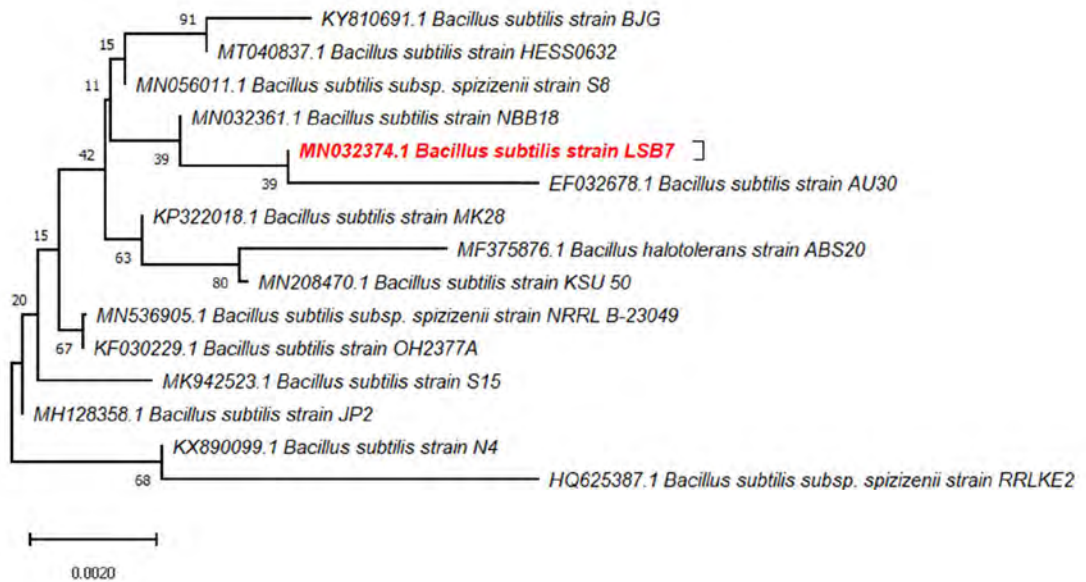 91
KY810691.1 Bacillus subtilis strain BJG
15
MT040837.1 Bacillus subtilis strain HESS0632
11
MN056011.1 Bacillus subtilis subsp. spizizenii strain S8
MN032361.1 Bacillus subtilis strain NBB18
42
39
MN032374.1 Bacillus subtilis strain LSB7
39
EF032678.1 Bacillus subtilis strain AU30
KP322018.1 Bacillus subtilis strain MK28
15
63
MF375876.1 Bacillus halotolerans strain ABS20
80
MN208470.1 Bacillus subtilis strain KSU 50
20
MN536905.1 Bacillus subtilis subsp. spizizenii strain NRRL B-23049
67
KF030229.1 Bacillus subtilis strain OH2377A
MK942523.1 Bacillus subtilis strain S15
MH128358.1 Bacillus subtilis strain JP2
KX890099.1 Bacillus subtilis strain N4
68
HQ625387.1 Bacillus subtilis subsp. spizizenii strain RRLKE2
0.0020